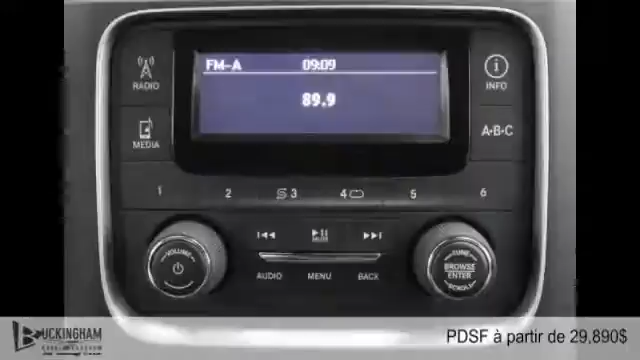 FM-A 09:09
89.9
RADIO
MEDIA
INFO
A-B-C
1 2 3 4 5 6
VOLUME
AUDIO MENU BACK
TUNE
BROWSE
ENTER
SCROLL
BUCKINGHAM
PDSF à partir de 29,890$